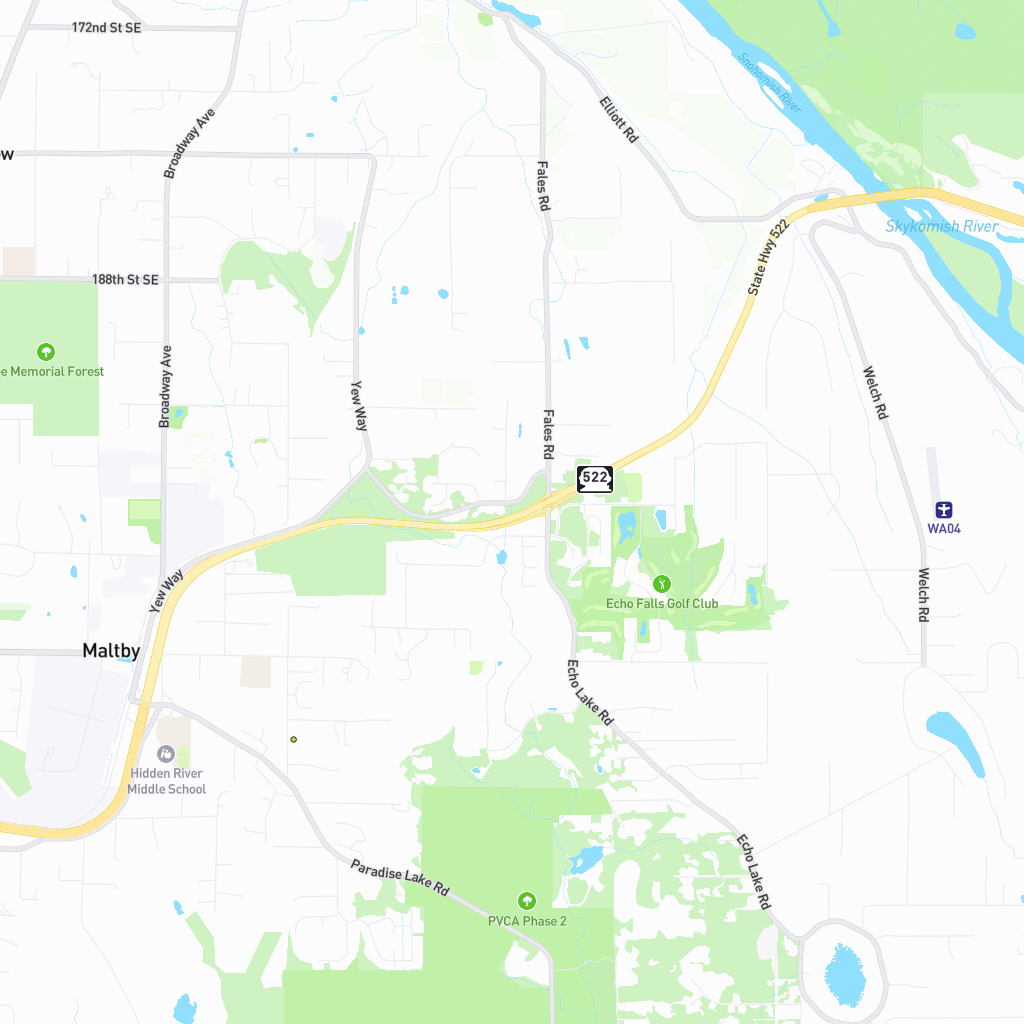 172nd St SE
Broadway Ave
Snohomish River
Elliott Rd
ew
Fales Rd
Skykomish River
State Hwy 522
188th St SE
ee Memorial Forest
Broadway Ave
Yew Way
Welch Rd
Fales Rd
522
WA04
Yew Way
Echo Falls Golf Club
Welch Rd
Maltby
Echo Lake Rd
Hidden River
Middle School
Paradise Lake Rd
Echo Lake Rd
PVCA Phase 2